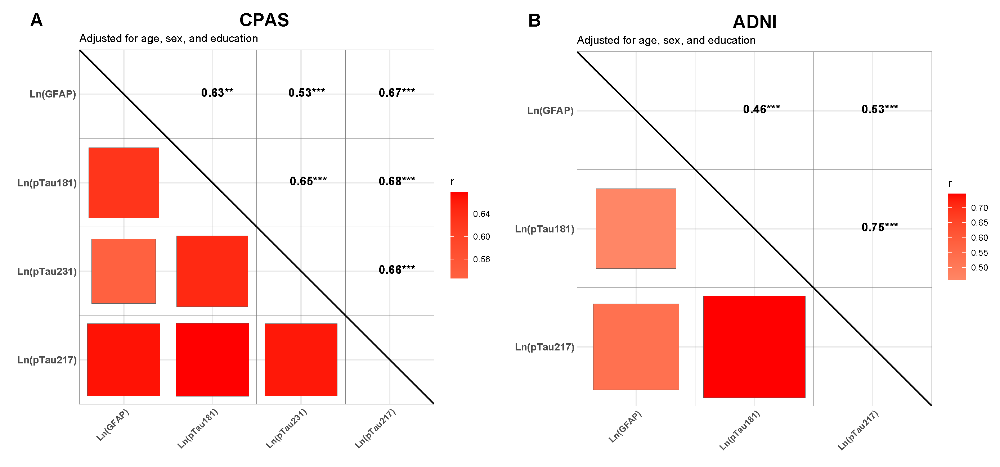 A
CPAS
Adjusted for age, sex, and education
Ln(GFAP)
0.63**
0.53***
0.67***
Ln(pTau181)
0.65***
0.68***
Ln(pTau231)
0.66***
Ln(pTau217)
Ln(GFAP)
Ln(pTau181)
Ln(pTau231)
Ln(pTau217)
r
0.64
0.60
0.56
B
ADNI
Adjusted for age, sex, and education
Ln(GFAP)
0.46***
0.53***
Ln(pTau181)
0.75***
Ln(pTau217)
Ln(GFAP)
Ln(pTau181)
Ln(pTau217)
r
0.70
0.65
0.60
0.55
0.50